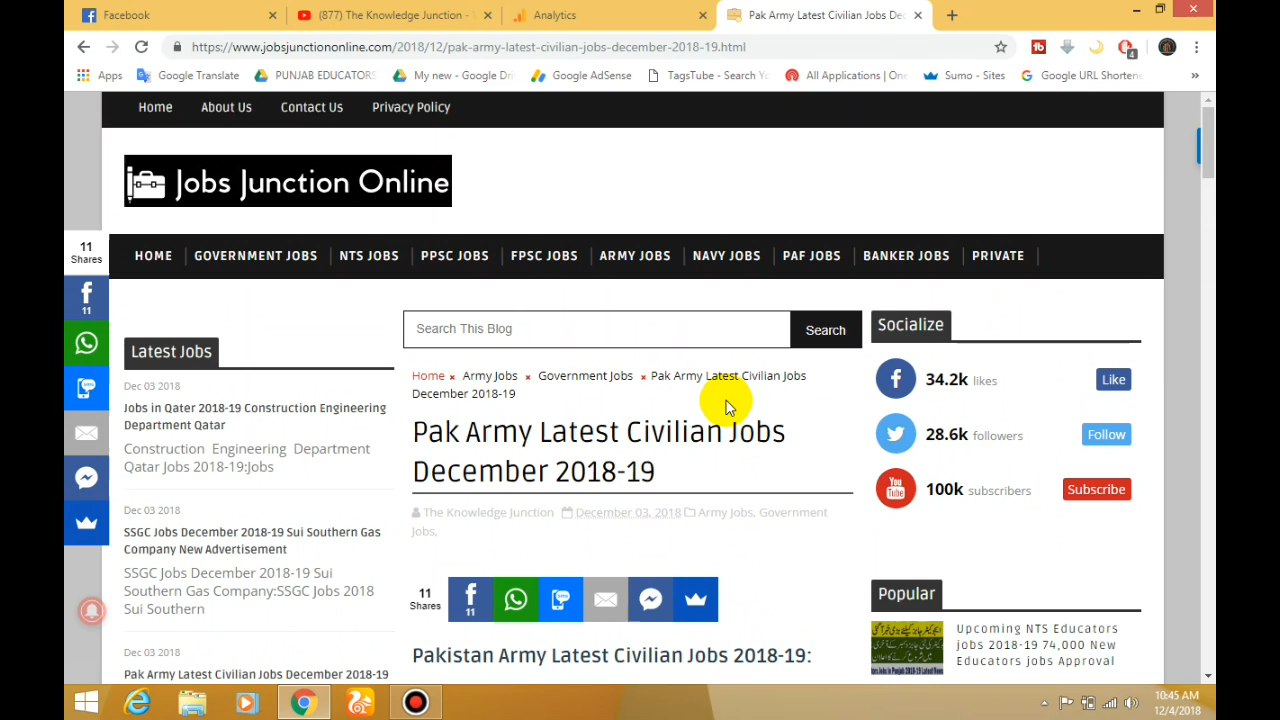 Facebook
(877) The Knowledge Junction -
Analytics
Pak Army Latest Civilian Jobs Dec
https://www.jobsjunctiononline.com/2018/12/pak-army-latest-civilian-jobs-december-2018-19.html
4
Apps
Google Translate
PUNJAB EDUCATORS
My new - Google Dri
Google AdSense
TagsTube - Search Yo
All Applications | One
Sumo - Sites
Google URL Shortene
»
Home
About Us
Contact Us
Privacy Policy
Jobs Junction Online
HOME
GOVERNMENT JOBS
NTS JOBS
PPSC JOBS
FPSC JOBS
ARMY JOBS
NAVY JOBS
PAF JOBS
BANKER JOBS
PRIVATE
11
Shares
11
Latest Jobs
Dec 03 2018
Jobs in Qater 2018-19 Construction Engineering
Department Qatar
Construction Engineering Department
Qatar Jobs 2018-19:Jobs
Dec 03 2018
SSGC Jobs December 2018-19 Sui Southern Gas
Company New Advertisement
SSGC Jobs December 2018-19 Sui
Southern Gas Company:SSGC Jobs 2018
Sui Southern
Dec 03 2018
Pak Army Latest Civilian Jobs December 2018-19
Search This Blog
Search
Home × Army Jobs × Government Jobs × Pak Army Latest Civilian Jobs
December 2018-19
Pak Army Latest Civilian Jobs
December 2018-19
The Knowledge Junction December 03, 2018 Army Jobs, Government
Jobs,
11
Shares
11
Pakistan Army Latest Civilian Jobs 2018-19:
Socialize
34.2k likes
Like
28.6k followers
Follow
You
Tube
100k subscribers
Subscribe
Popular
Upcoming NTS Educators
jobs 2018-19 74,000 New
Educators jobs Approval
10:45 AM
12/4/2018